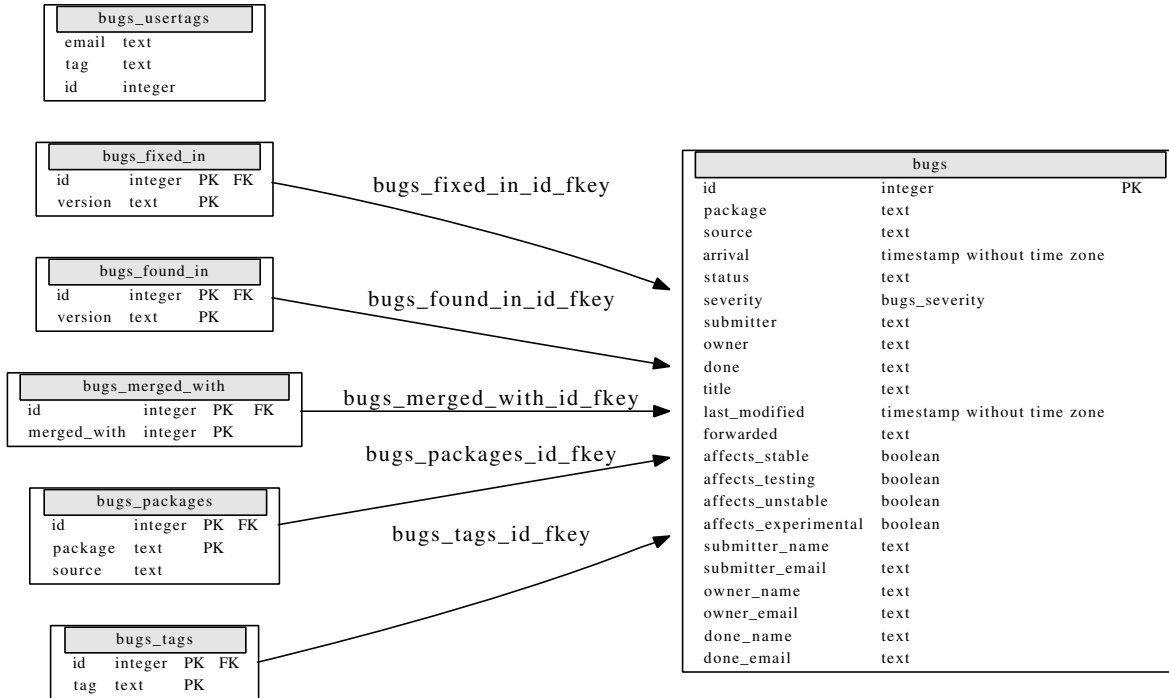 bugs_usertags
email text
tag text
id integer
bugs_fixed_in
id integer PK FK
version text PK
bugs_fixed_in_id_fkey
bugs_found_in
id integer PK FK
version text PK
bugs_found_in_id_fkey
bugs_merged_with
id integer PK FK
merged_with integer PK
bugs_merged_with_id_fkey
bugs_packages
id integer PK FK
package text PK
source text
bugs_packages_id_fkey
bugs_tags
id integer PK FK
tag text PK
bugs_tags_id_fkey
bugs
id integer PK
package text
source text
arrival timestamp without time zone
status text
severity bugs_severity
submitter text
owner text
done text
title text
last_modified timestamp without time zone
forwarded text
affects_stable boolean
affects_testing boolean
affects_unstable boolean
affects_experimental boolean
submitter_name text
submitter_email text
owner_name text
owner_email text
done_name text
done_email text